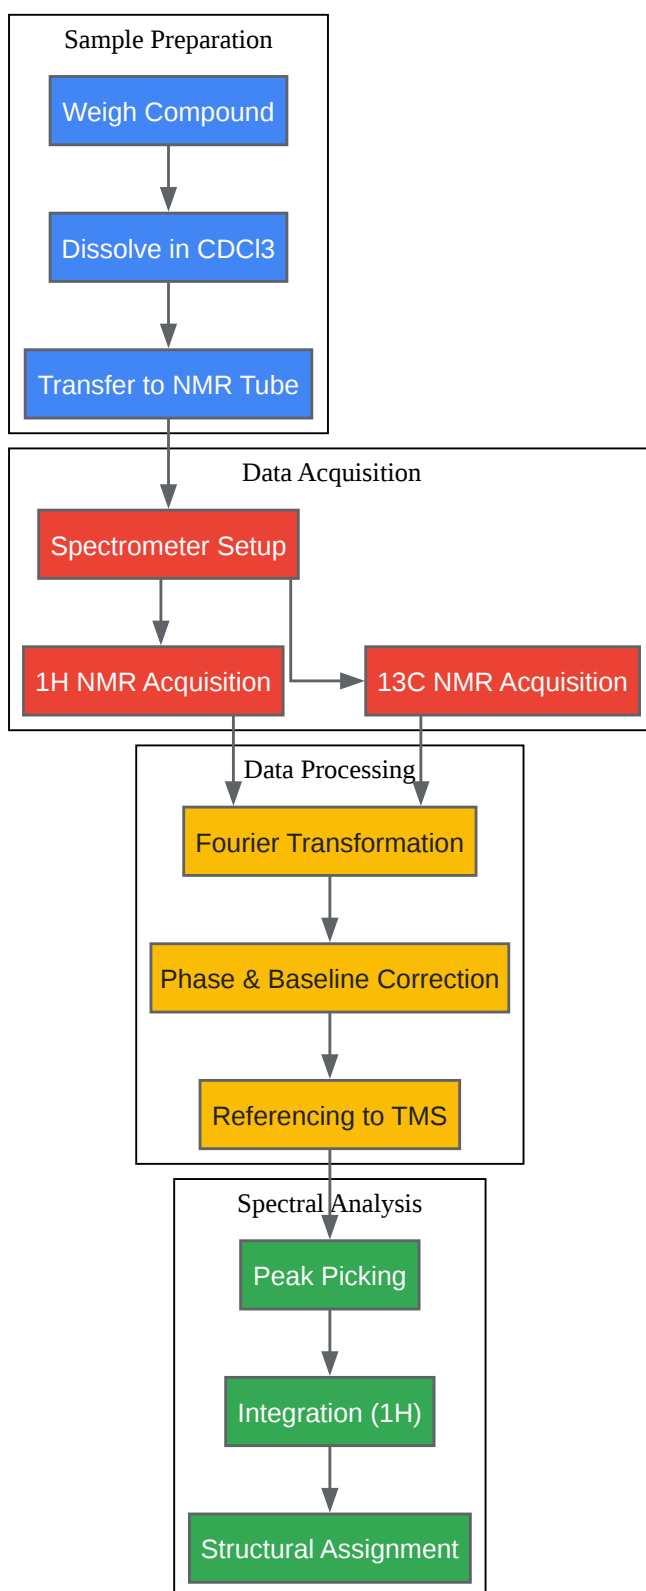 Sample Preparation
Weigh Compound
Dissolve in CDCl3
Transfer to NMR Tube
Data Acquisition
Spectrometer Setup
1H NMR Acquisition
13C NMR Acquisition
Data Processing
Fourier Transformation
Phase & Baseline Correction
Referencing to TMS
Spectral Analysis
Peak Picking
Integration (1H)
Structural Assignment